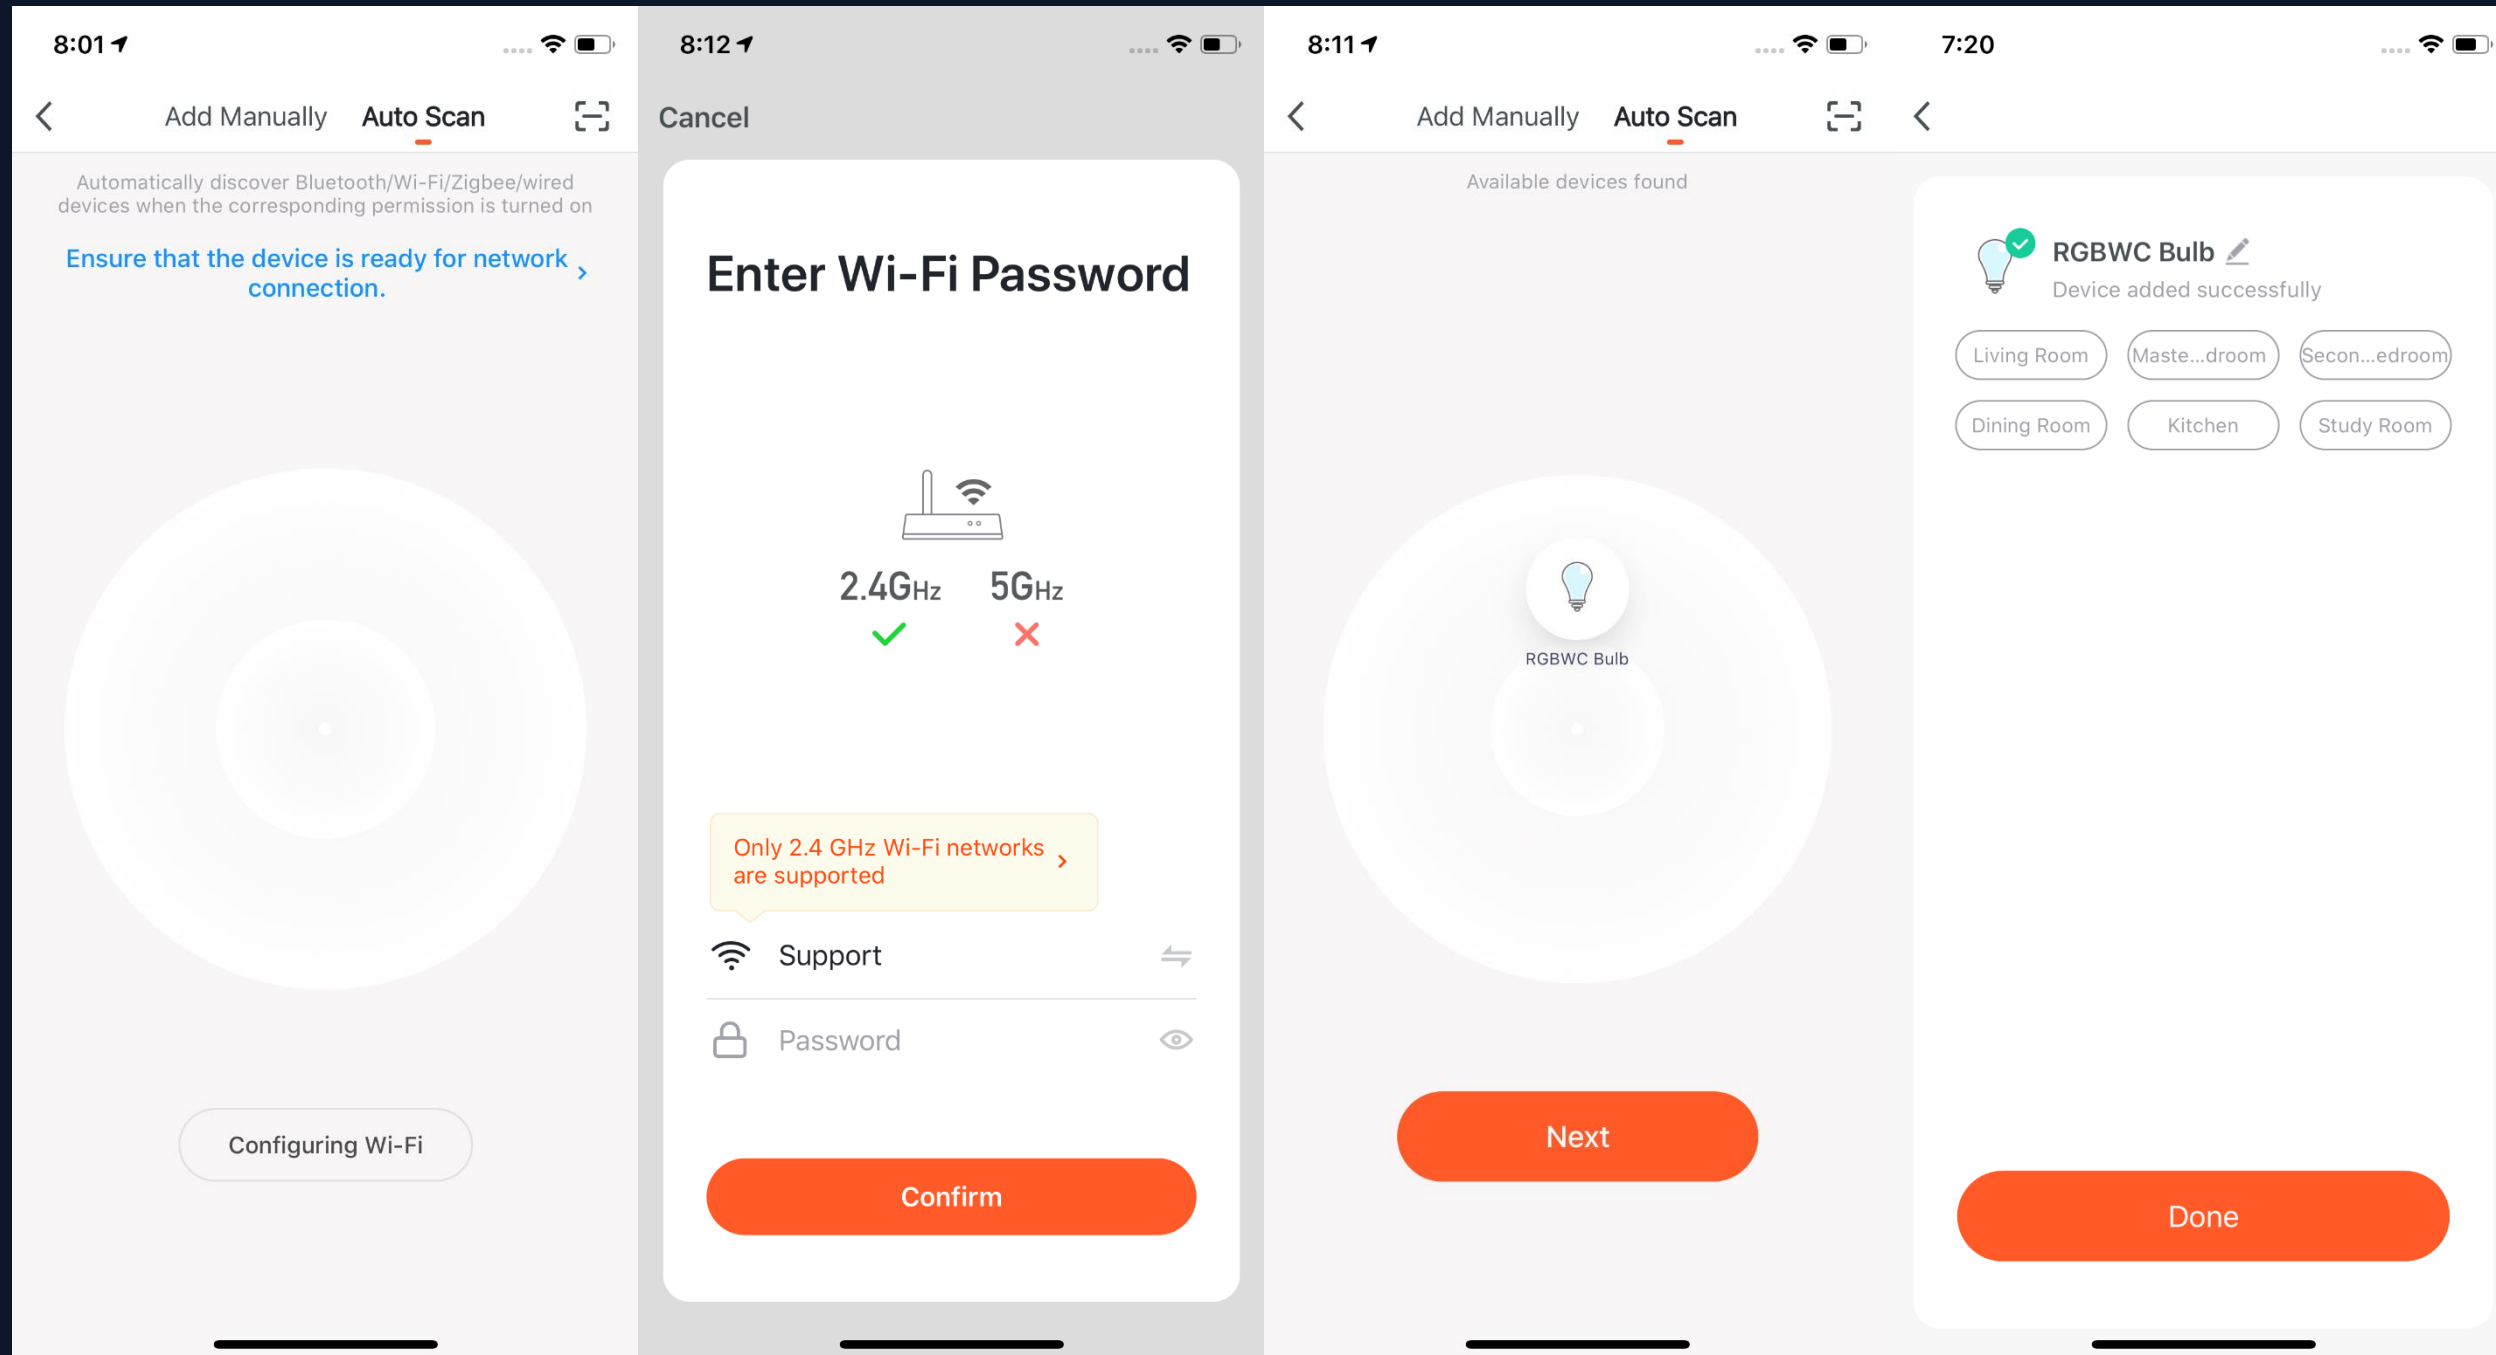 8:01
Add Manually Auto Scan
Automatically discover Bluetooth/Wi-Fi/Zigbee/wired
devices when the corresponding permission is turned on
Ensure that the device is ready for network
connection.
Configuring Wi-Fi
8:12
Cancel
Enter Wi-Fi Password
2.4GHz 5GHz
Only 2.4 GHz Wi-Fi networks
are supported
Support
Password
Confirm
8:11
Add Manually Auto Scan
Available devices found
RGBWC Bulb
Next
7:20
RGBWC Bulb
Device added successfully
Living Room Maste...droom Secon...edroom
Dining Room Kitchen Study Room
Done